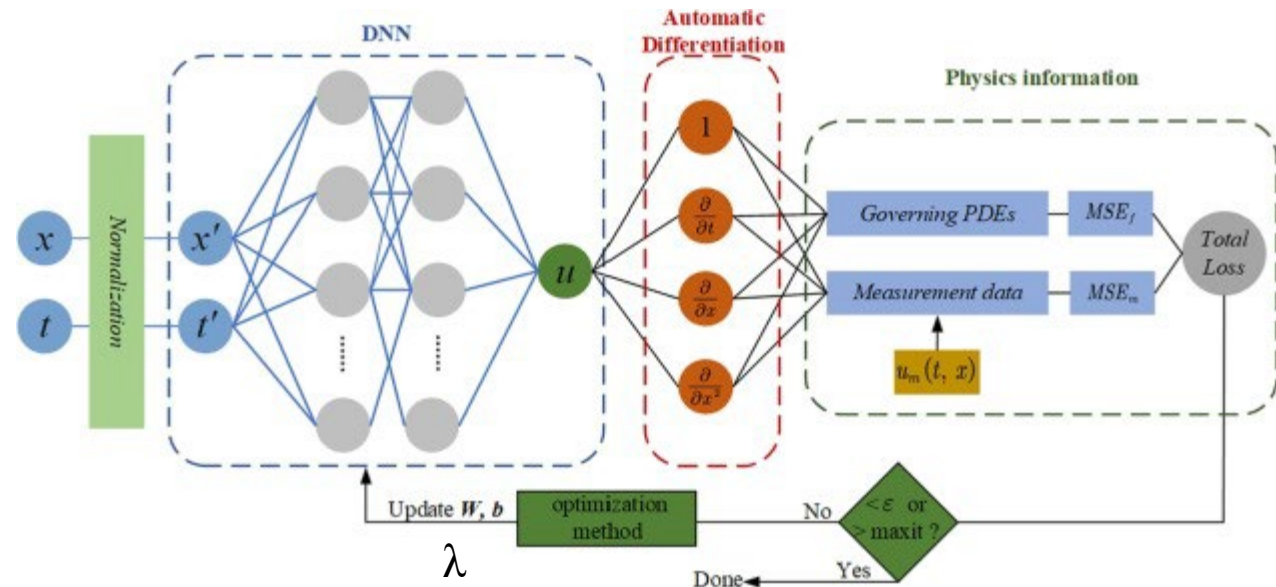 DNN
Automatic
Differentiation
Physics information
Normalization
x
t
x′
t′
......
......
u
1
∂/∂t
∂/∂x
∂/∂x²
Governing PDEs
MSE_f
Measurement data
MSE_m
u_m(t, x)
Total
Loss
Update W, b
λ
optimization
method
No
<ε or
> maxit ?
Yes
Done